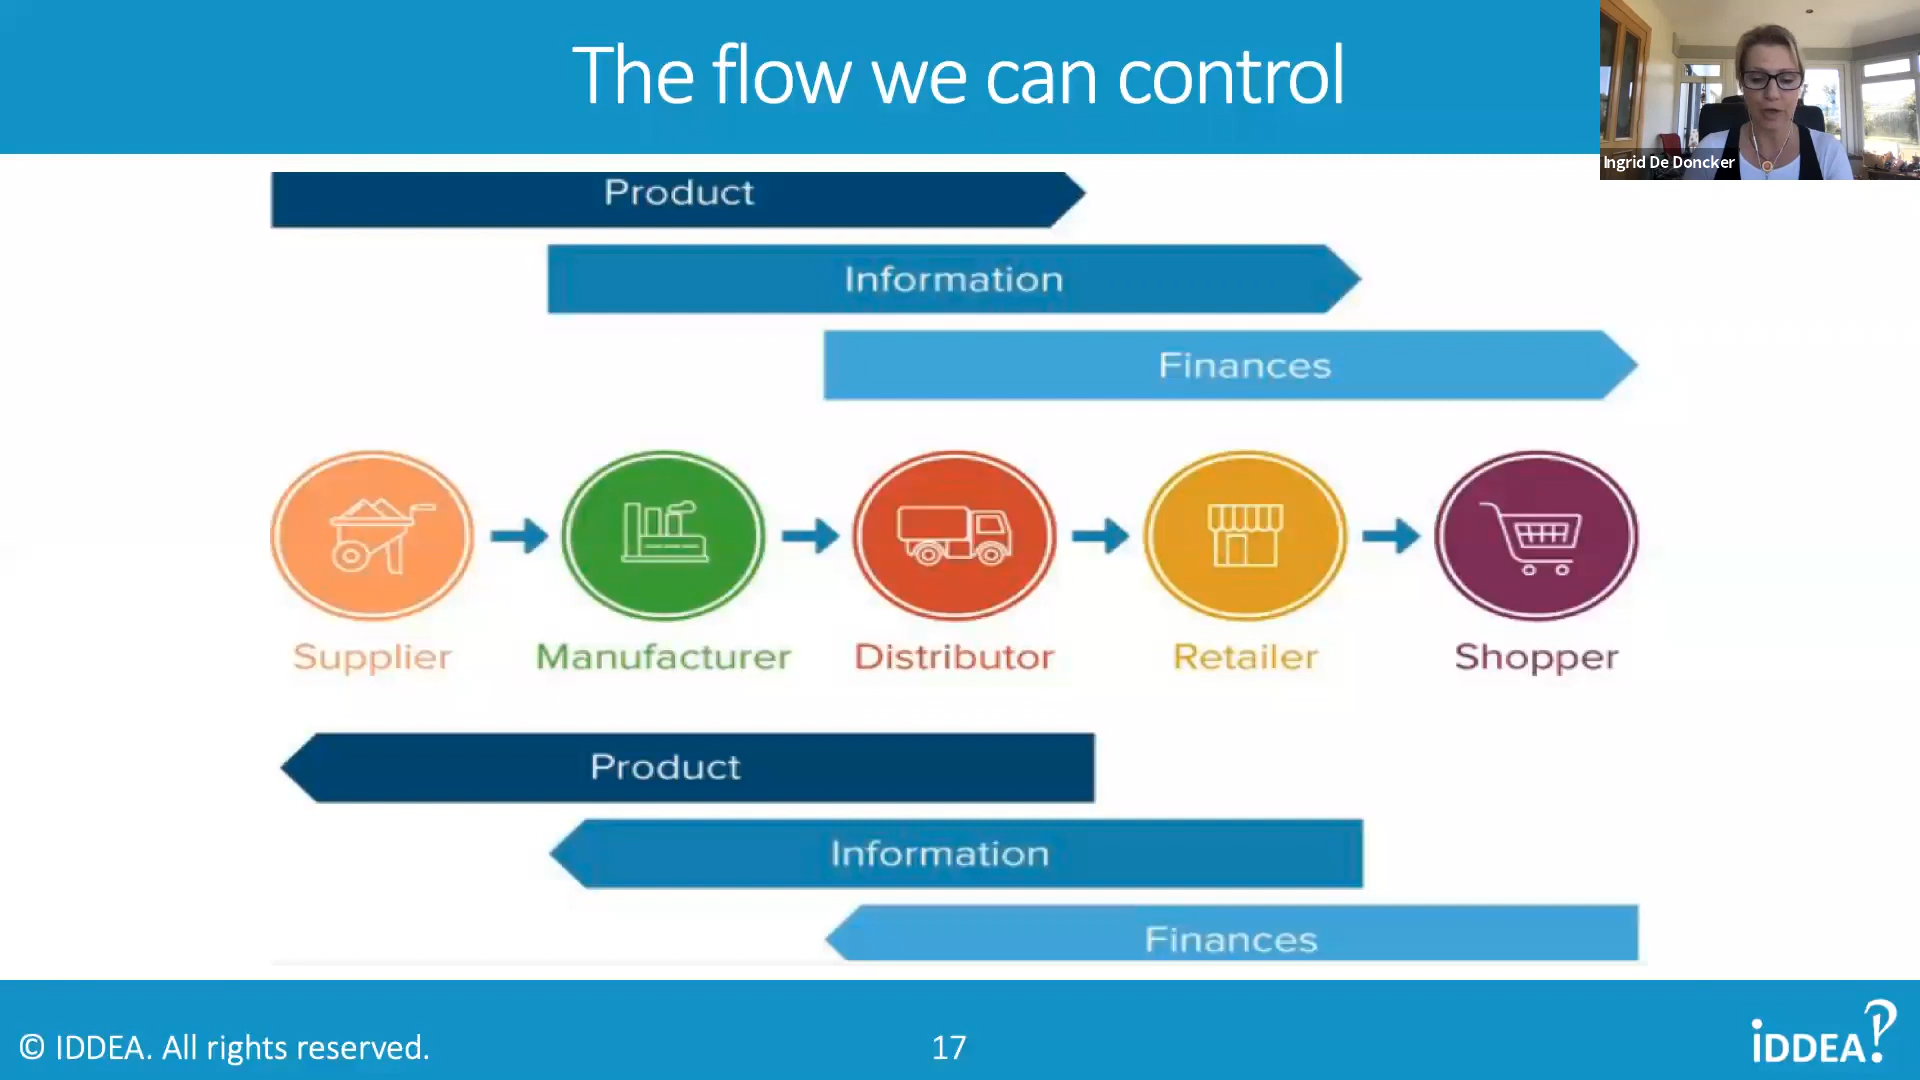 The flow we can control
Ingrid De Doncker
Product
Information
Finances
Supplier
Manufacturer
Distributor
Retailer
Shopper
Product
Information
Finances
© IDDEA. All rights reserved.
17
iDDEA?